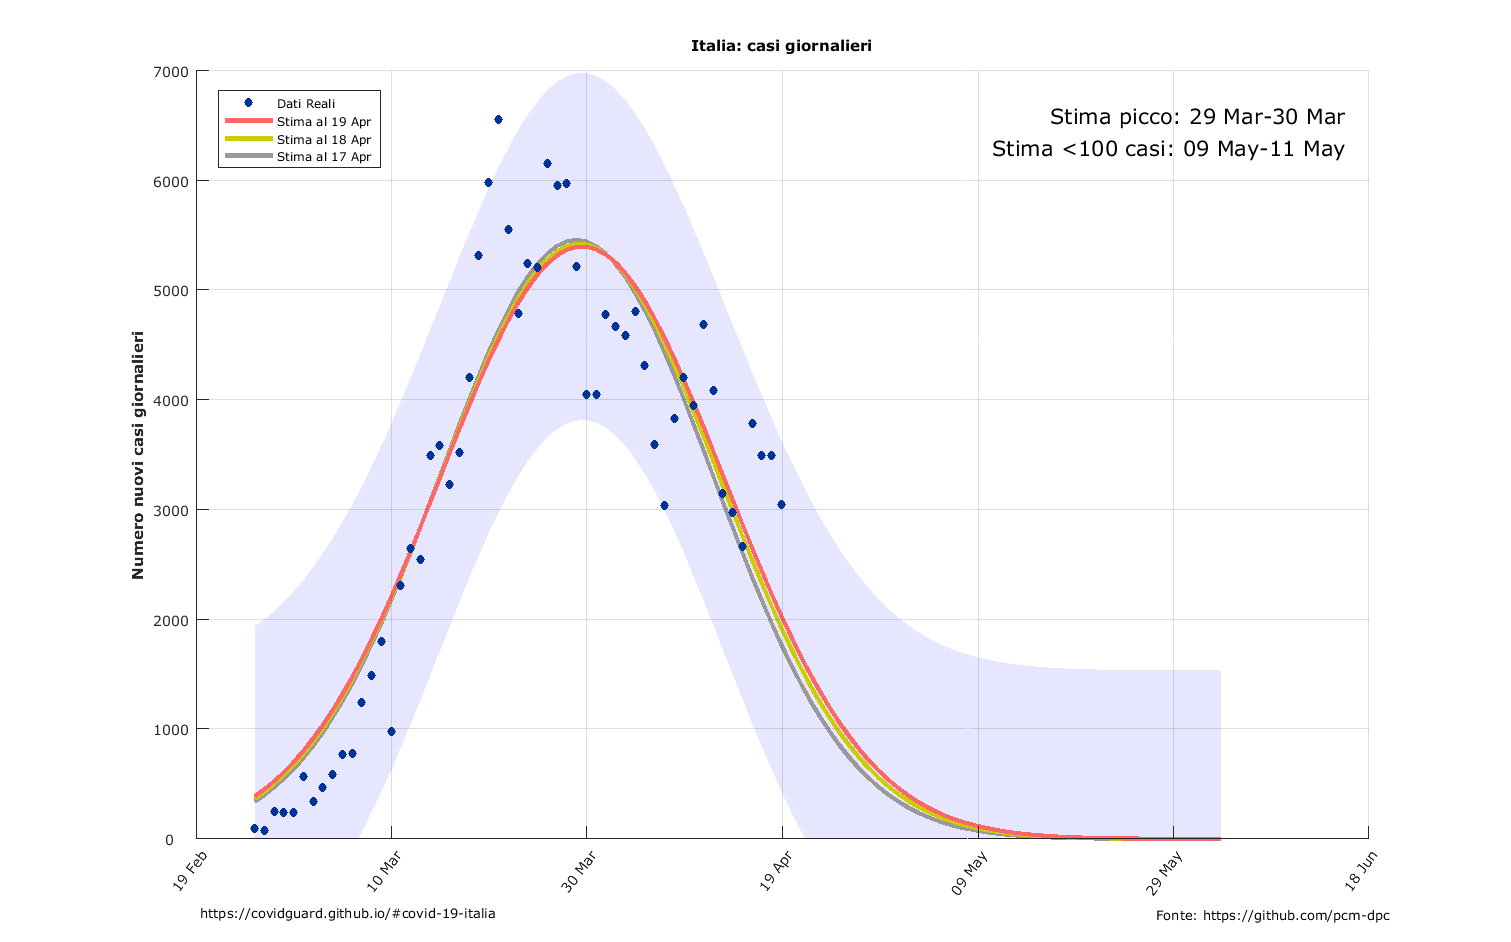 Italia: casi giornalieri
7000
6000
5000
4000
3000
2000
1000
0
Numero nuovi casi giornalieri
Dati Reali
Stima al 19 Apr
Stima al 18 Apr
Stima al 17 Apr
Stima picco: 29 Mar-30 Mar
Stima <100 casi: 09 May-11 May
19 Feb
10 Mar
30 Mar
19 Apr
09 May
29 May
18 Jun
https://covidguard.github.io/#covid-19-italia
Fonte: https://github.com/pcm-dpc